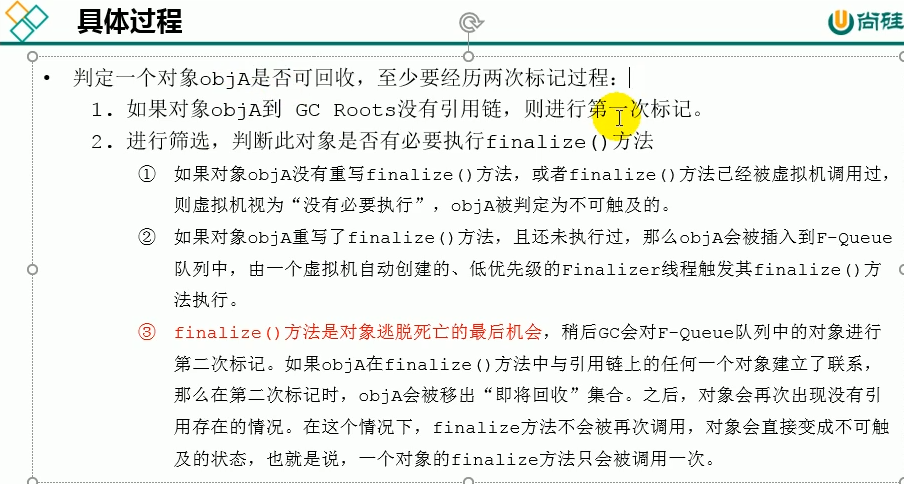 具体过程
尚硅
• 判定一个对象objA是否可回收，至少要经历两次标记过程：
1. 如果对象objA到 GC Roots没有引用链，则进行第一次标记。
2. 进行筛选，判断此对象是否有必要执行finalize()方法
① 如果对象objA没有重写finalize()方法，或者finalize()方法已经被虚拟机调用过，
则虚拟机视为“没有必要执行”，objA被判定为不可触及的。
② 如果对象objA重写了finalize()方法，且还未执行过，那么objA会被插入到F-Queue
队列中，由一个虚拟机自动创建的、低优先级的Finalizer线程触发其finalize()方
法执行。
③ finalize()方法是对象逃脱死亡的最后机会，稍后GC会对F-Queue队列中的对象进行
第二次标记。如果objA在finalize()方法中与引用链上的任何一个对象建立了联系，
那么在第二次标记时，objA会被移出“即将回收”集合。之后，对象会再次出现没有引
用存在的情况。在这个情况下，finalize方法不会被再次调用，对象会直接变成不可触
及的状态，也就是说，一个对象的finalize方法只会被调用一次。